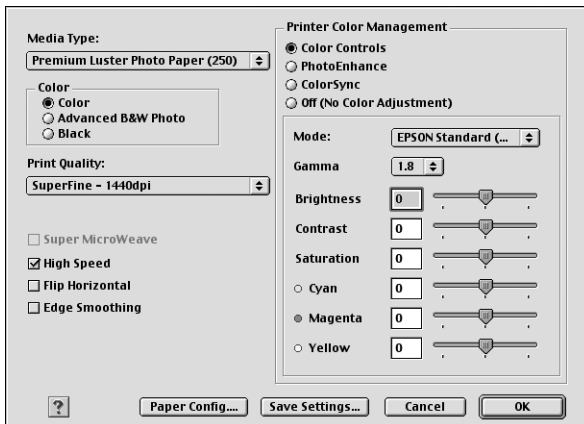 Media Type:
Premium Luster Photo Paper (250)
Color
Color
Advanced B&W Photo
Black
Print Quality:
SuperFine - 1440dpi
Super MicroWeave
High Speed
Flip Horizontal
Edge Smoothing
Printer Color Management
Color Controls
PhotoEnhance
ColorSync
Off (No Color Adjustment)
Mode: EPSON Standard (...
Gamma 1.8
Brightness 0
Contrast 0
Saturation 0
Cyan 0
Magenta 0
Yellow 0
? Paper Config.... Save Settings... Cancel OK